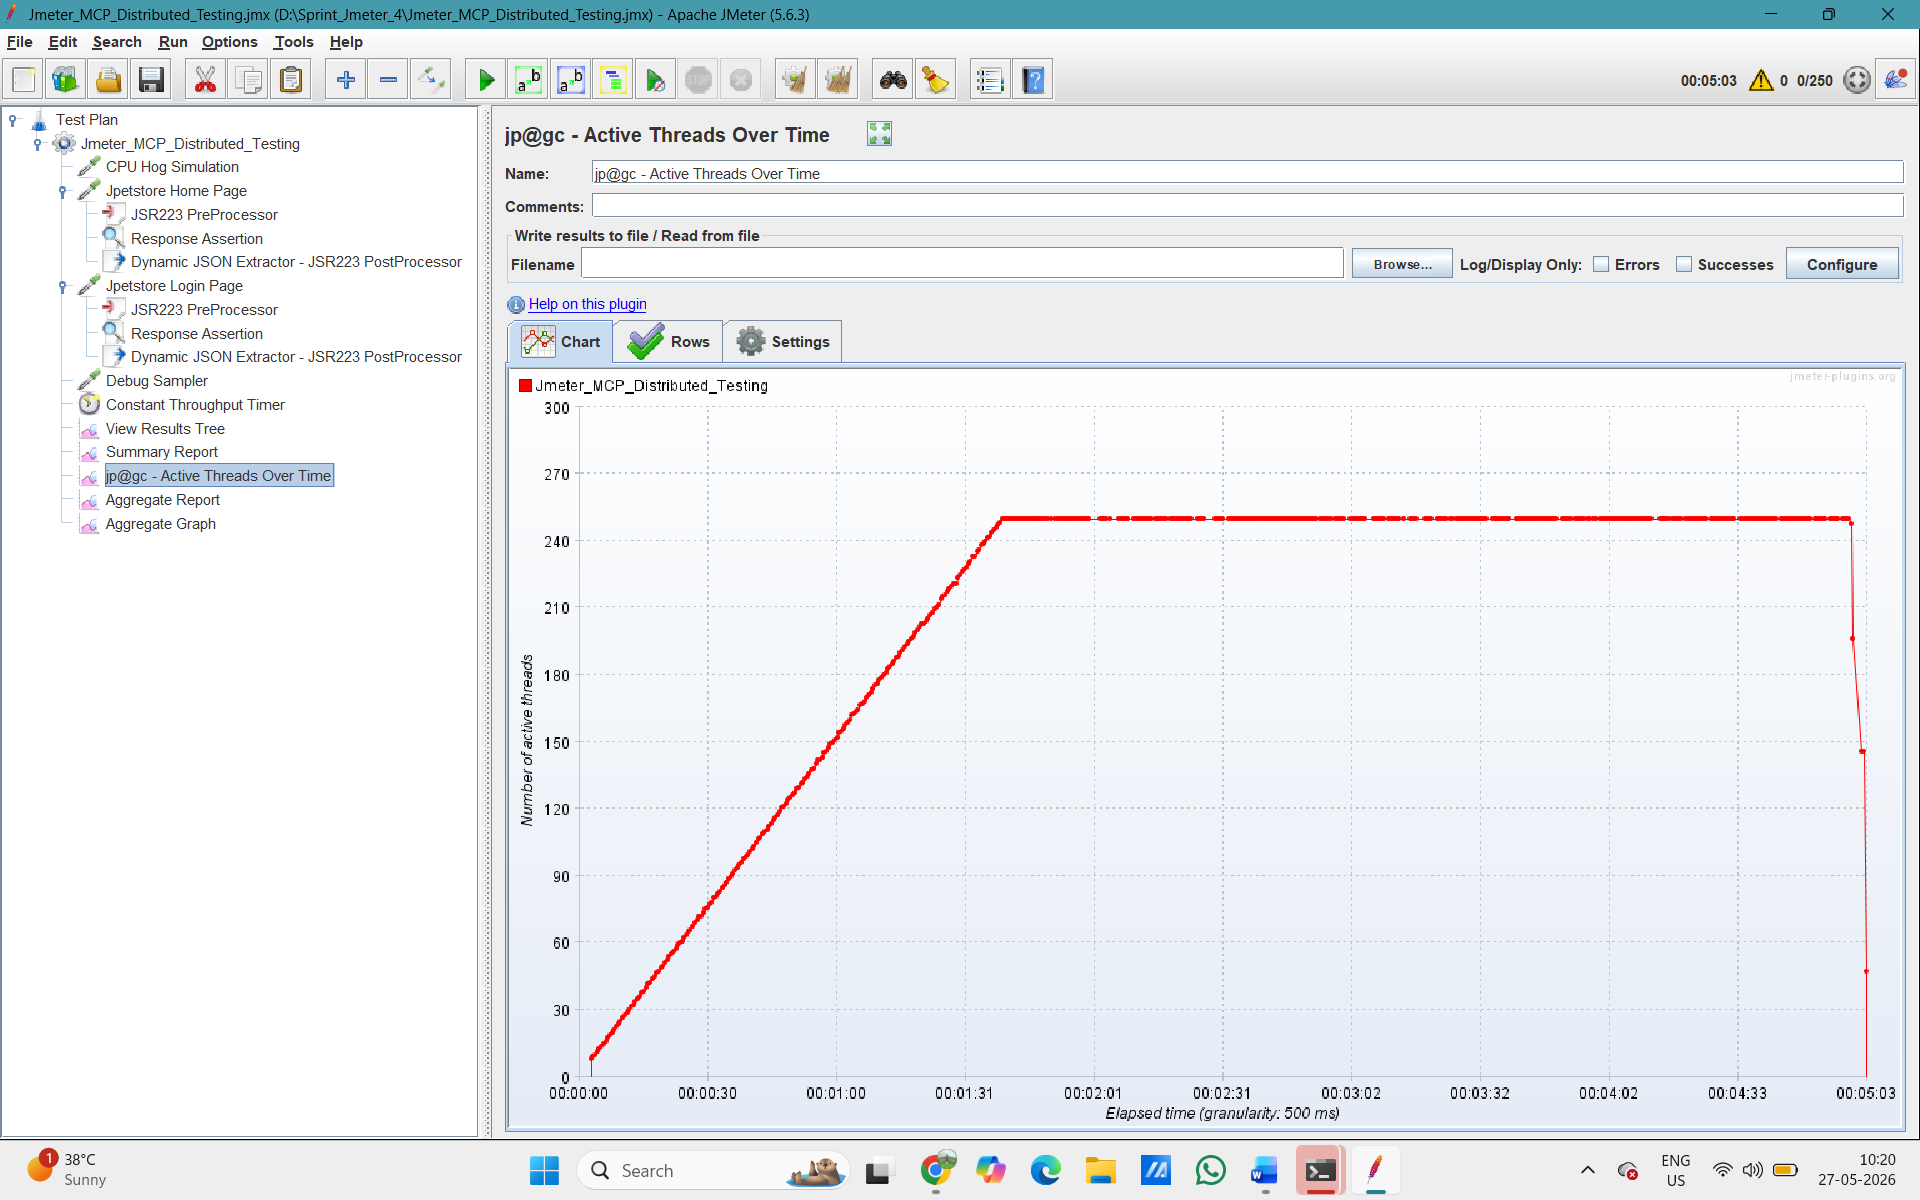 Jmeter_MCP_Distributed_Testing.jmx (D:\Sprint_Jmeter_4\Jmeter_MCP_Distributed_Testing.jmx) - Apache JMeter (5.6.3)
File Edit Search Run Options Tools Help
00:05:03 0 0/250
Test Plan
Jmeter_MCP_Distributed_Testing
CPU Hog Simulation
Jpetstore Home Page
JSR223 PreProcessor
Response Assertion
Dynamic JSON Extractor - JSR223 PostProcessor
Jpetstore Login Page
JSR223 PreProcessor
Response Assertion
Dynamic JSON Extractor - JSR223 PostProcessor
Debug Sampler
Constant Throughput Timer
View Results Tree
Summary Report
jp@gc - Active Threads Over Time
Aggregate Report
Aggregate Graph
jp@gc - Active Threads Over Time
Name: jp@gc - Active Threads Over Time
Comments:
Write results to file / Read from file
Filename Browse... Log/Display Only: Errors Successes Configure
Help on this plugin
Chart Rows Settings
Jmeter_MCP_Distributed_Testing
jmeter-plugins.org
300
270
240
210
180
150
120
90
60
30
0
Number of active threads
00:00:00 00:00:30 00:01:00 00:01:31 00:02:01 00:02:31 00:03:02 00:03:32 00:04:02 00:04:33 00:05:03
Elapsed time (granularity: 500 ms)
1
38°C
Sunny
Search
ENG
US
10:20
27-05-2026